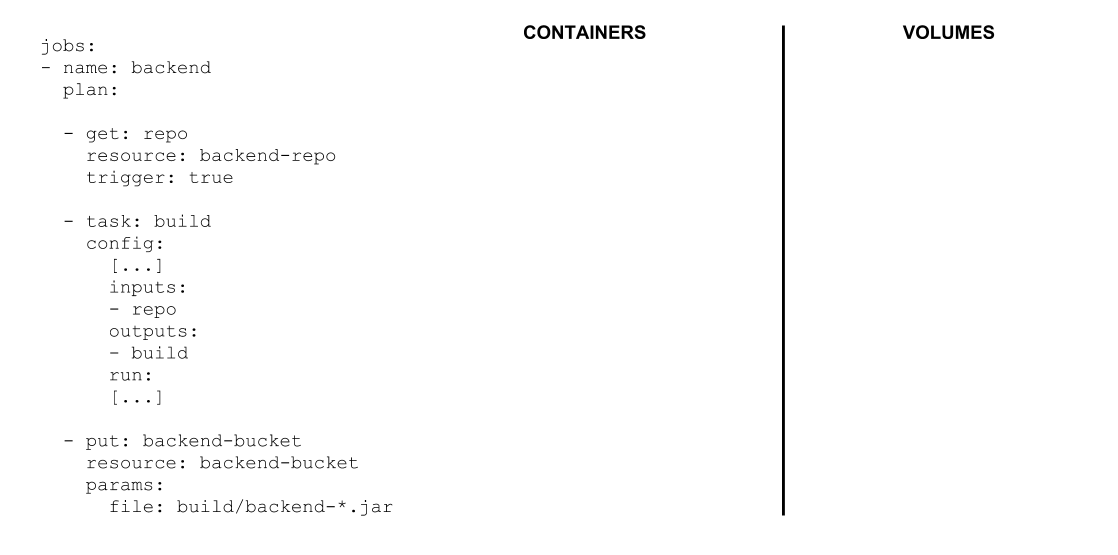 CONTAINERS
VOLUMES
jobs:
- name: backend
  plan:

  - get: repo
    resource: backend-repo
    trigger: true

  - task: build
    config:
      [...]
      inputs:
      - repo
      outputs:
      - build
      run:
      [...]

  - put: backend-bucket
    resource: backend-bucket
    params:
      file: build/backend-*.jar